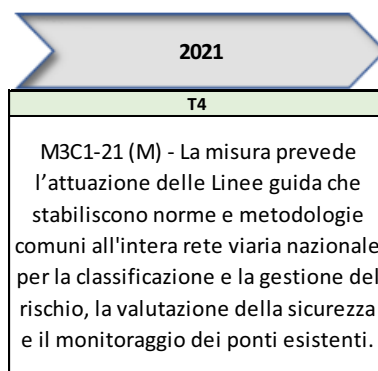 2021
T4
M3C1-21 (M) - La misura prevede
l’attuazione delle Linee guida che
stabiliscono norme e metodologie
comuni all'intera rete viaria nazionale
per la classificazione e la gestione del
rischio, la valutazione della sicurezza
e il monitoraggio dei ponti esistenti.